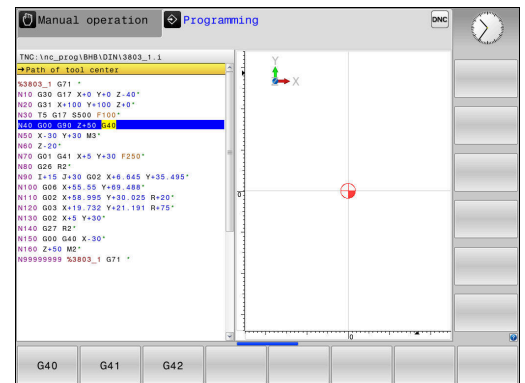 Manual operation
Programming
DNC
TNC:\nc_prog\BHB\DIN\3803_1.i
→Path of tool center
%3803_1 G71 *
N10 G30 G17 X+0 Y+0 Z-40*
N20 G31 X+100 Y+100 Z+0*
N30 T5 G17 S500 F100*
N40 G00 G90 Z+50 G40
N50 X-30 Y+30 M3*
N60 Z-20*
N70 G01 G41 X+5 Y+30 F250*
N80 G26 R2*
N90 I+15 J+30 G02 X+6.645 Y+35.495*
N100 G06 X+55.55 Y+69.488*
N110 G02 X+58.995 Y+30.025 R+20*
N120 G03 X+19.732 Y+21.191 R+75*
N130 G02 X+5 Y+30*
N140 G27 R2*
N150 G00 G40 X-30*
N160 Z+50 M2*
N99999999 %3803_1 G71 *
Y
X
0
0
G40
G41
G42